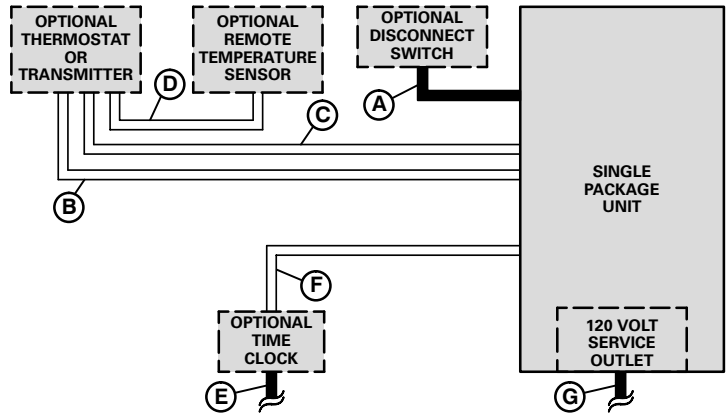 OPTIONAL
THERMOSTAT
OR
TRANSMITTER
OPTIONAL
REMOTE
TEMPERATURE
SENSOR
OPTIONAL
DISCONNECT
SWITCH
D
A
C
B
SINGLE
PACKAGE
UNIT
F
OPTIONAL
TIME
CLOCK
120 VOLT
SERVICE
OUTLET
E
G